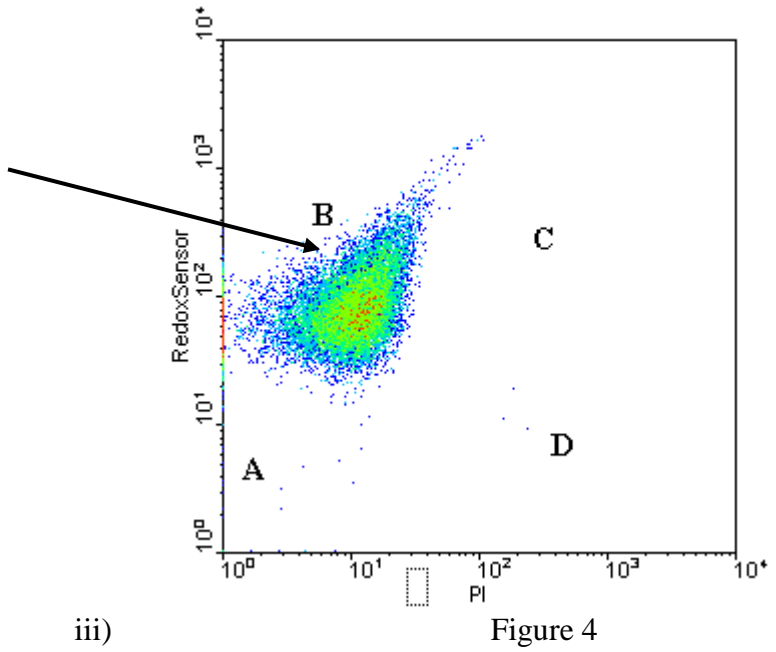 10⁴
10³
B
C
RedoxSensor
10²
10¹
D
A
10⁰
10⁰ 10¹ 10² 10³ 10⁴
PI
iii) Figure 4